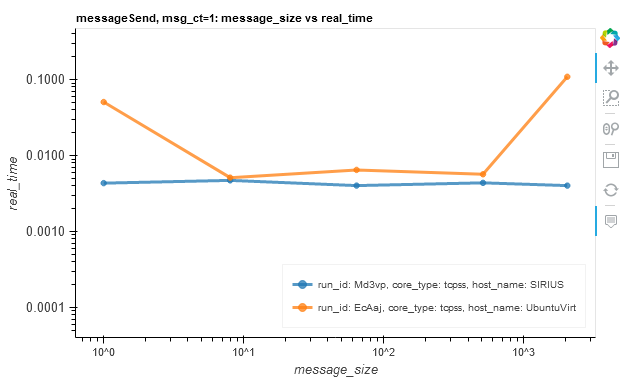 messageSend, msg_ct=1: message_size vs real_time
0.1000
0.0100
0.0010
0.0001
real_time
10^0
10^1
10^2
10^3
message_size
run_id: Md3vp, core_type: tcpss, host_name: SIRIUS
run_id: EcAaj, core_type: tcpss, host_name: UbuntuVirt